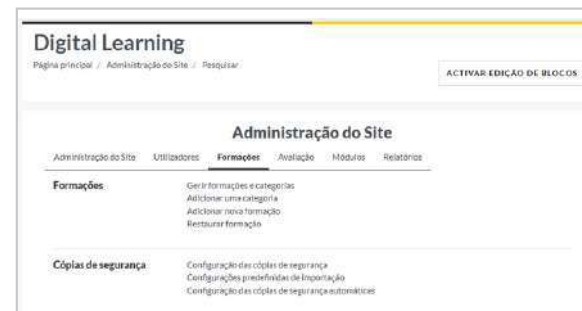 Digital Learning
Página principal / Administração do Site / Pesquisar
ACTIVAR EDIÇÃO DE BLOCOS
Administração do Site
Administração do Site Utilizadores Formações Avaliação Módulos Relatórios
Formações Gerir formações e categorias
Adicionar uma categoria
Adicionar nova formação
Restaurar formação
Cópias de segurança Configuração das cópias de segurança
Configurações predefinidas de importação
Configuração das cópias de segurança automáticas